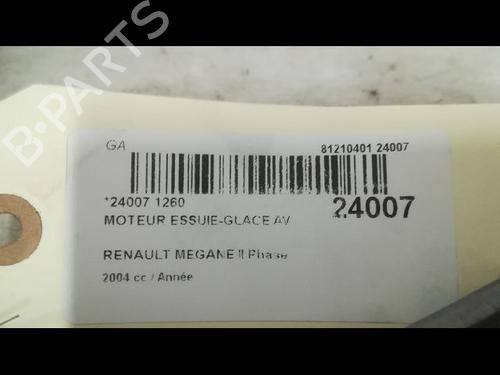 B-PARTS
GA
81210401 24007
*24007 1260
24007
MOTEUR ESSUIE-GLACE AV
RENAULT MEGANE II Phase
2004 cc / Année